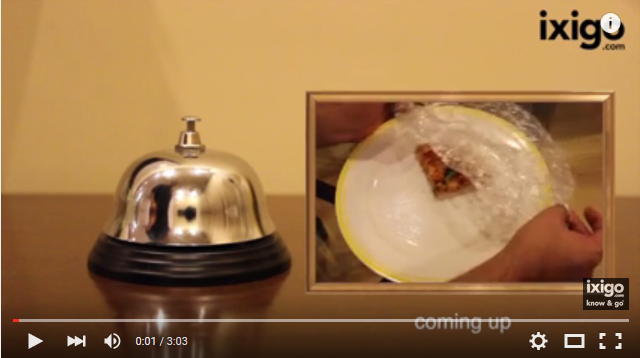 ixigo
.com
i
ixigo
.com
know & go
coming up
0:01 / 3:03